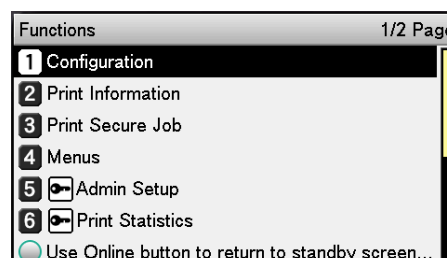 Functions 1/2 Page
1 Configuration
2 Print Information
3 Print Secure Job
4 Menus
5 Admin Setup
6 Print Statistics
Use Online button to return to standby screen...